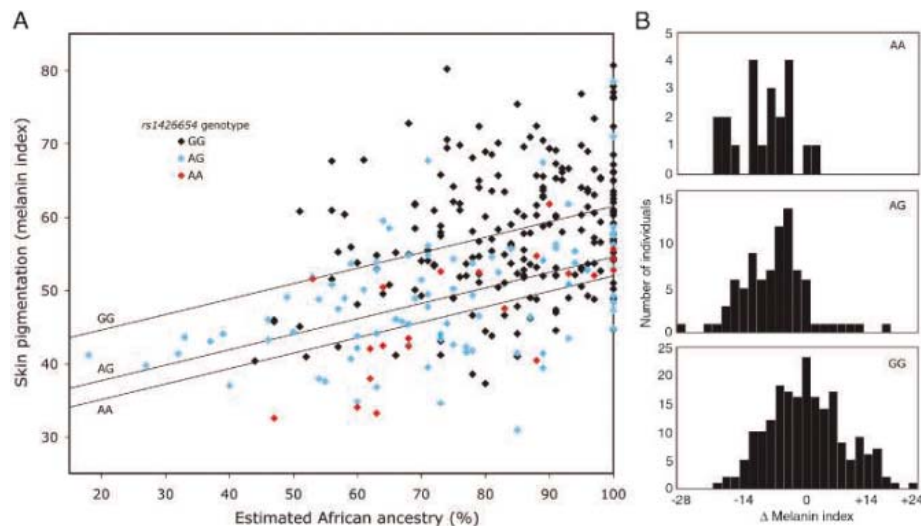 A
B
Skin pigmentation (melanin index)
80
70
60
50
40
30
rs1426654 genotype
GG
AG
AA
GG
AG
AA
20
30
40
50
60
70
80
90
100
Estimated African ancestry (%)
Number of individuals
5
4
3
2
1
0
AA
15
10
5
0
AG
25
20
15
10
5
0
GG
-28
-14
0
+14
+24
Δ Melanin index